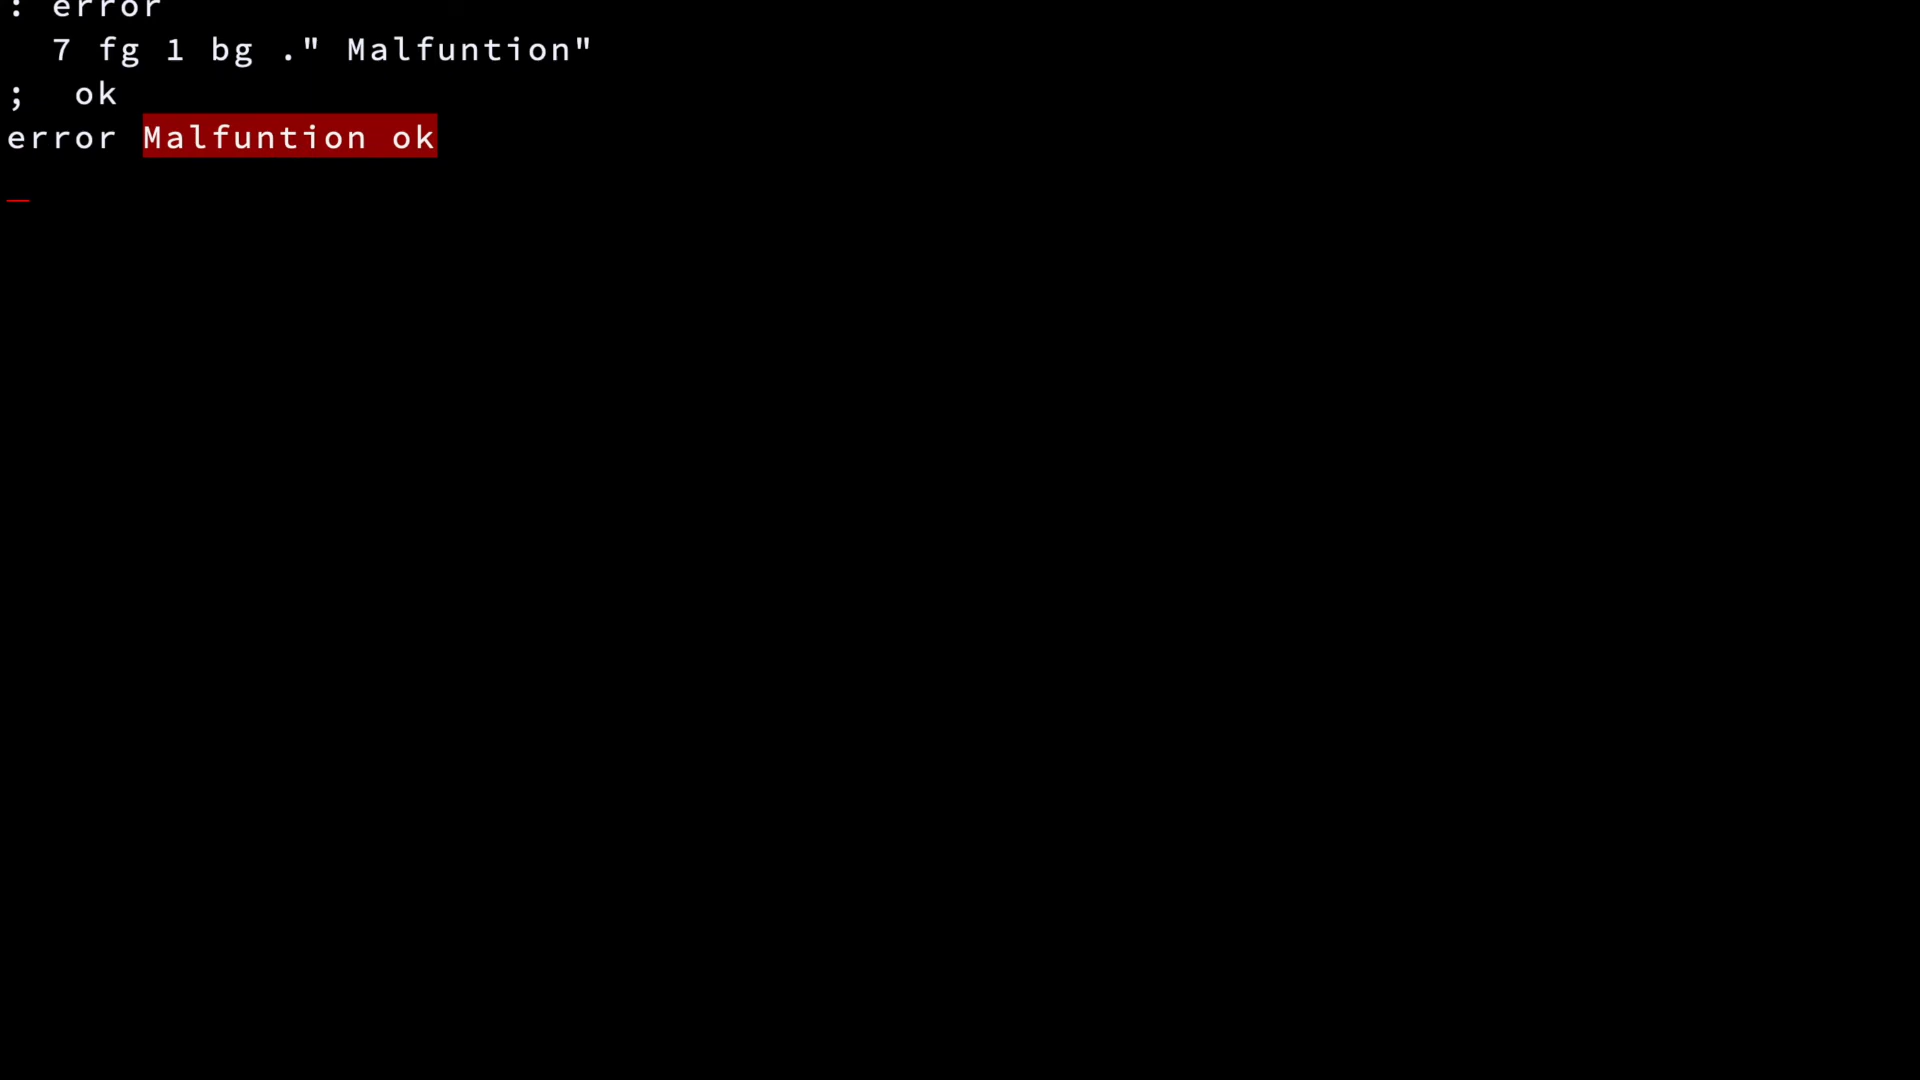 : error
  7 fg 1 bg ." Malfuntion"
;  ok
error Malfuntion ok